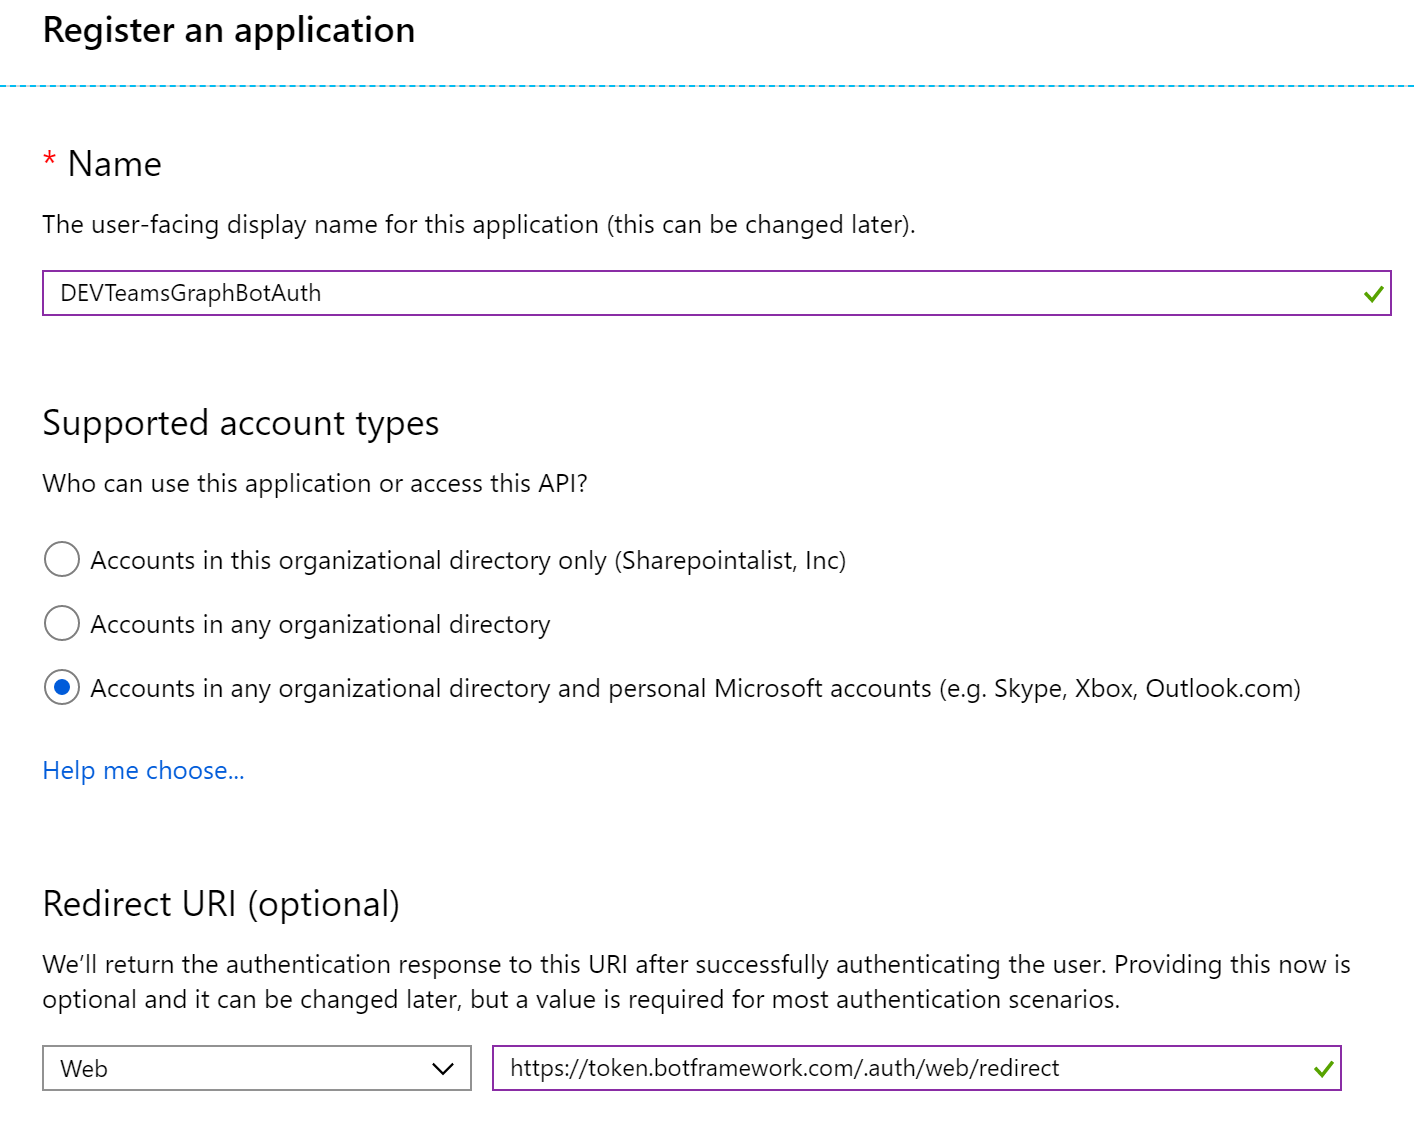 Register an application
* Name
The user-facing display name for this application (this can be changed later).
DEVTeamsGraphBotAuth
Supported account types
Who can use this application or access this API?
Accounts in this organizational directory only (Sharepointalist, Inc)
Accounts in any organizational directory
Accounts in any organizational directory and personal Microsoft accounts (e.g. Skype, Xbox, Outlook.com)
Help me choose...
Redirect URI (optional)
We’ll return the authentication response to this URI after successfully authenticating the user. Providing this now is
optional and it can be changed later, but a value is required for most authentication scenarios.
Web
https://token.botframework.com/.auth/web/redirect